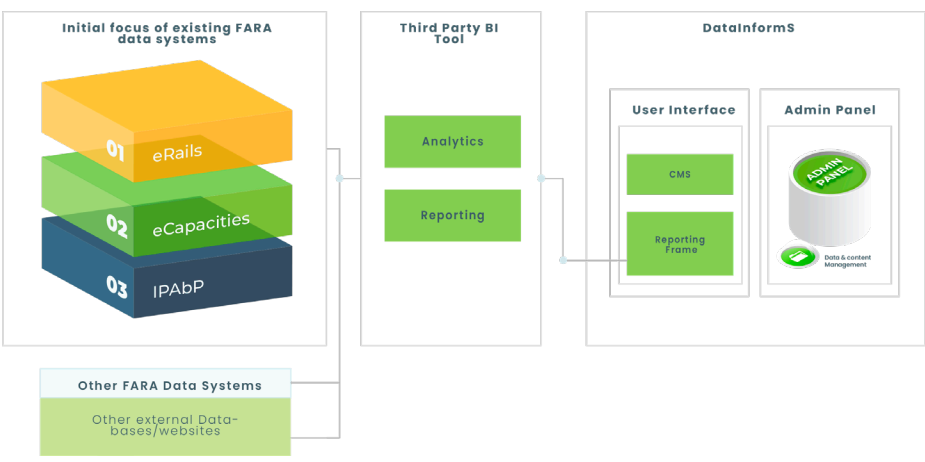 Initial focus of existing FARA
data systems
01 eRails
02 eCapacities
03 IPAbP
Other FARA Data Systems
Other external Data-
bases/websites
Third Party BI
Tool
Analytics
Reporting
DataInformS
User Interface
CMS
Reporting
Frame
Admin Panel
ADMIN
PANEL
Data & content
Management